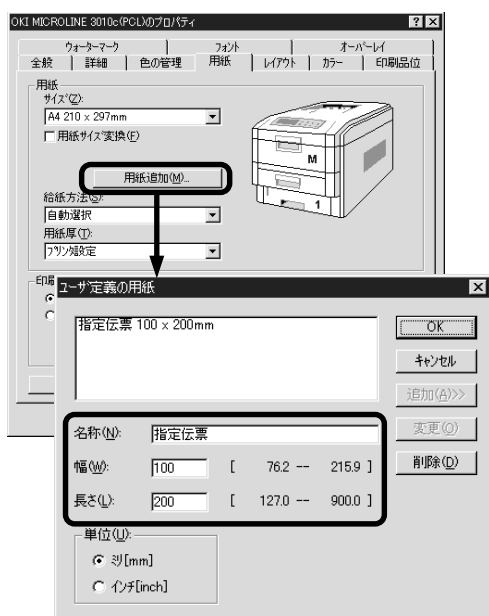 OKI MICROLINE 3010c(PCL)のプロパティ
ウォーターマーク フォント オーバーレイ
全般 詳細 色の管理 用紙 レイアウト カラー 印刷品位
用紙
サイズ(Z):
A4 210 x 297mm
用紙サイズ変換(F)
用紙追加(M)...
給紙方法(S):
自動選択
用紙厚(T):
プリンタ設定
M
1
ユーザ定義の用紙
指定伝票 100 x 200mm
OK
キャンセル
追加(A)>>
変更(O)
削除(D)
名称(N): 指定伝票
幅(W): 100 [ 76.2 -- 215.9 ]
長さ(L): 200 [ 127.0 -- 900.0 ]
単位(U):
ミリ[mm]
インチ[inch]